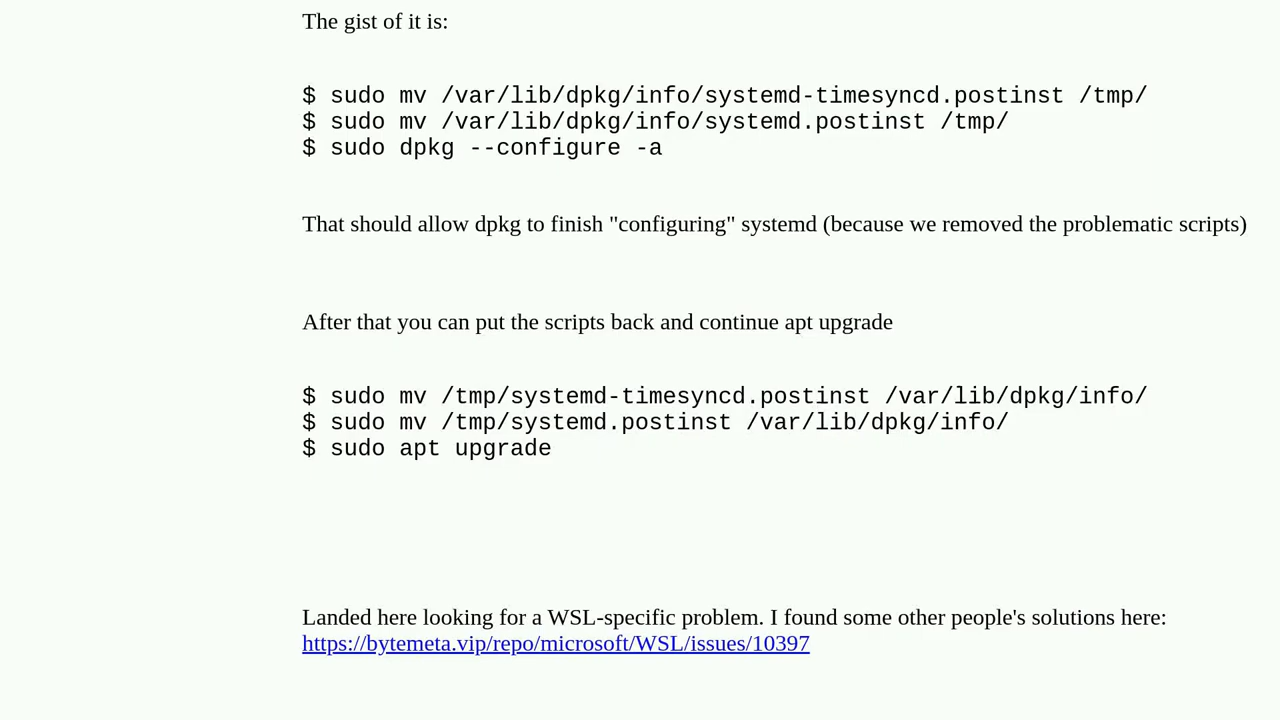 The gist of it is:
$ sudo mv /var/lib/dpkg/info/systemd-timesyncd.postinst /tmp/
$ sudo mv /var/lib/dpkg/info/systemd.postinst /tmp/
$ sudo dpkg --configure -a
That should allow dpkg to finish "configuring" systemd (because we removed the problematic scripts)
After that you can put the scripts back and continue apt upgrade
$ sudo mv /tmp/systemd-timesyncd.postinst /var/lib/dpkg/info/
$ sudo mv /tmp/systemd.postinst /var/lib/dpkg/info/
$ sudo apt upgrade
Landed here looking for a WSL-specific problem. I found some other people's solutions here:
https://bytemeta.vip/repo/microsoft/WSL/issues/10397